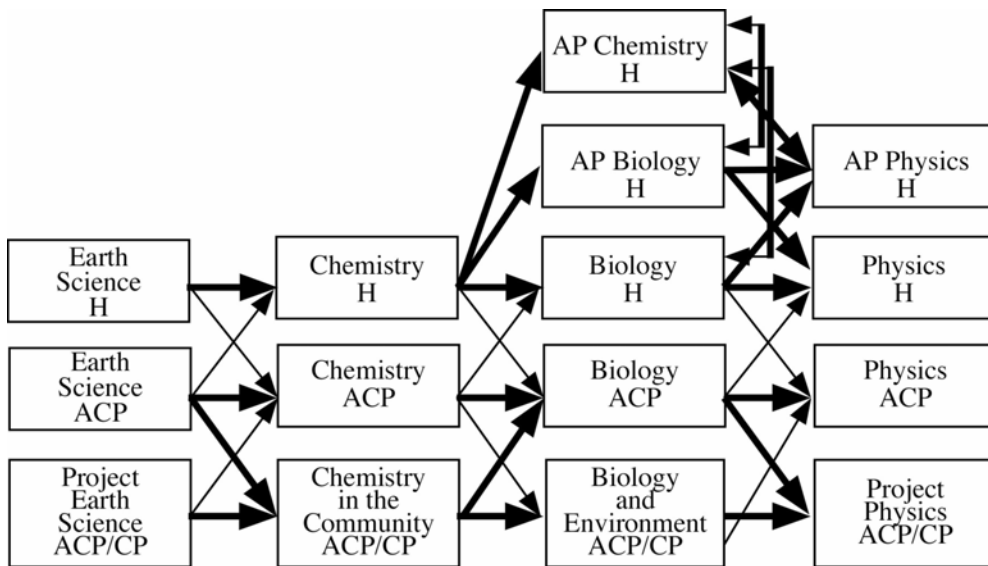 AP Chemistry
H
AP Biology
H
AP Physics
H
Earth
Science
H
Chemistry
H
Biology
H
Physics
H
Earth
Science
ACP
Chemistry
ACP
Biology
ACP
Physics
ACP
Project
Earth
Science
ACP/CP
Chemistry
in the
Community
ACP/CP
Biology
and
Environment
ACP/CP
Project
Physics
ACP/CP